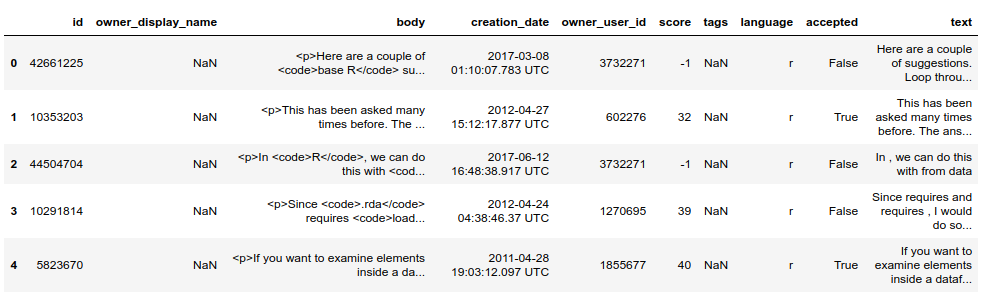 id owner_display_name body creation_date owner_user_id score tags language accepted text
0 42661225 NaN <p>Here are a couple of <code>base R</code> su... 2017-03-08 01:10:07.783 UTC 3732271 -1 NaN r False Here are a couple of suggestions. Loop throu...
1 10353203 NaN <p>This has been asked many times before. The ... 2012-04-27 15:12:17.877 UTC 602276 32 NaN r True This has been asked many times before. The ans...
2 44504704 NaN <p>In <code>R</code>, we can do this with <cod... 2017-06-12 16:48:38.917 UTC 3732271 -1 NaN r False In , we can do this with from data
3 10291814 NaN <p>Since <code>.rda</code> requires <code>load... 2012-04-24 04:38:46.37 UTC 1270695 39 NaN r False Since requires and requires , I would do so...
4 5823670 NaN <p>If you want to examine elements inside a da... 2011-04-28 19:03:12.097 UTC 1855677 40 NaN r True If you want to examine elements inside a dataf...